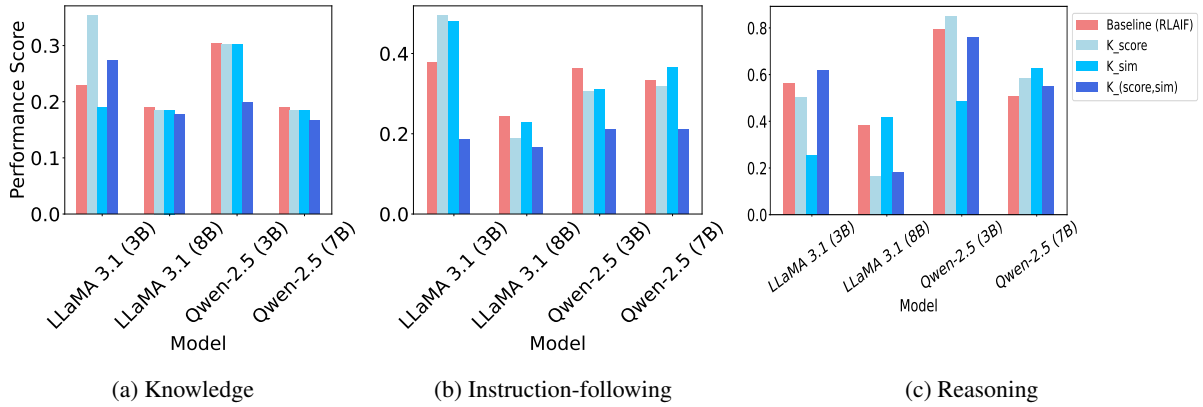 Performance Score
0.3
0.2
0.1
0.0
LLaMA 3.1 (3B)
LLaMA 3.1 (8B)
Qwen-2.5 (3B)
Qwen-2.5 (7B)
Model
(a) Knowledge
0.4
0.2
0.0
LLaMA 3.1 (3B)
LLaMA 3.1 (8B)
Qwen-2.5 (3B)
Qwen-2.5 (7B)
Model
(b) Instruction-following
0.8
0.6
0.4
0.2
0.0
LLaMA 3.1 (3B)
LLaMA 3.1 (8B)
Qwen-2.5 (3B)
Qwen-2.5 (7B)
Model
(c) Reasoning
Baseline (RLAIF)
K_score
K_sim
K_(score,sim)